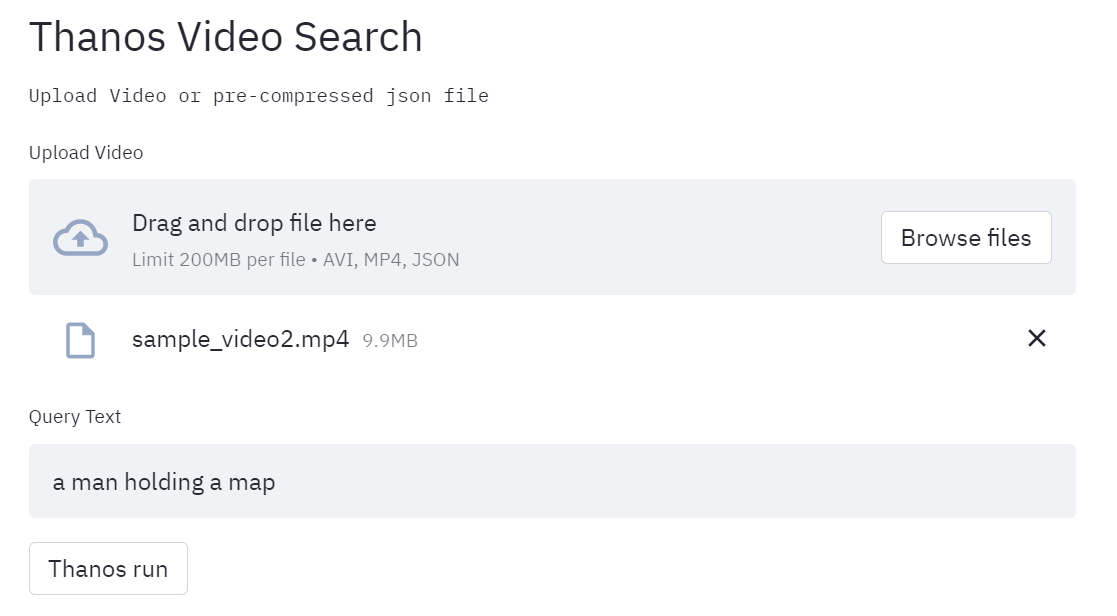 Thanos Video Search
Upload Video or pre-compressed json file
Upload Video
Drag and drop file here
Limit 200MB per file • AVI, MP4, JSON
Browse files
sample_video2.mp4 9.9MB
Query Text
a man holding a map
Thanos run